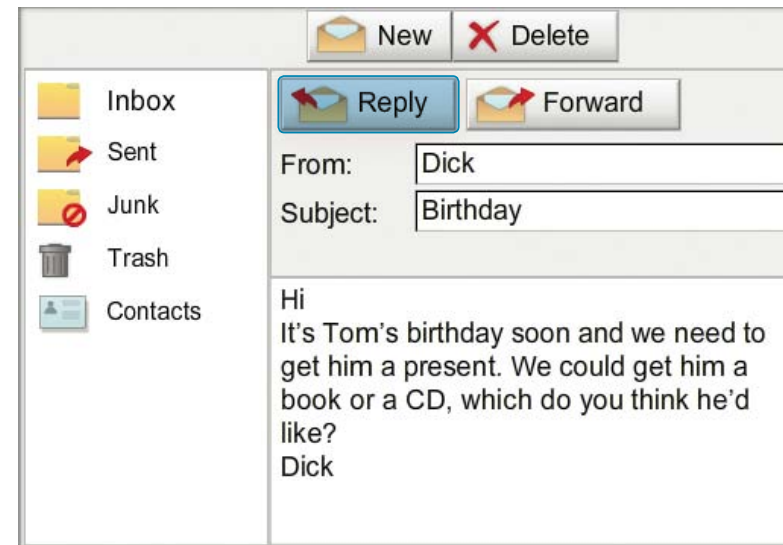 New
Delete
Inbox
Sent
Junk
Trash
Contacts
Reply
Forward
From: Dick
Subject: Birthday
Hi
It's Tom's birthday soon and we need to
get him a present. We could get him a
book or a CD, which do you think he'd
like?
Dick